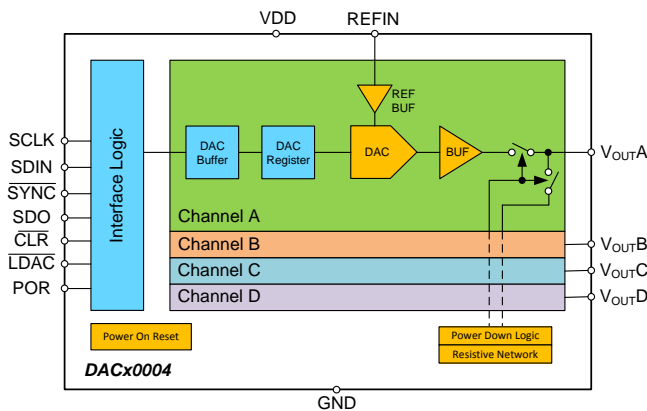 VDD
REFIN
REF
BUF
SCLK
SDIN
SYNC
SDO
CLR
LDAC
POR
Interface Logic
DAC
Buffer
DAC
Register
DAC
BUF
VOUTA
Channel A
Channel B
VOUTB
Channel C
VOUTC
Channel D
VOUTD
Power On Reset
Power Down Logic
Resistive Network
DACx0004
GND